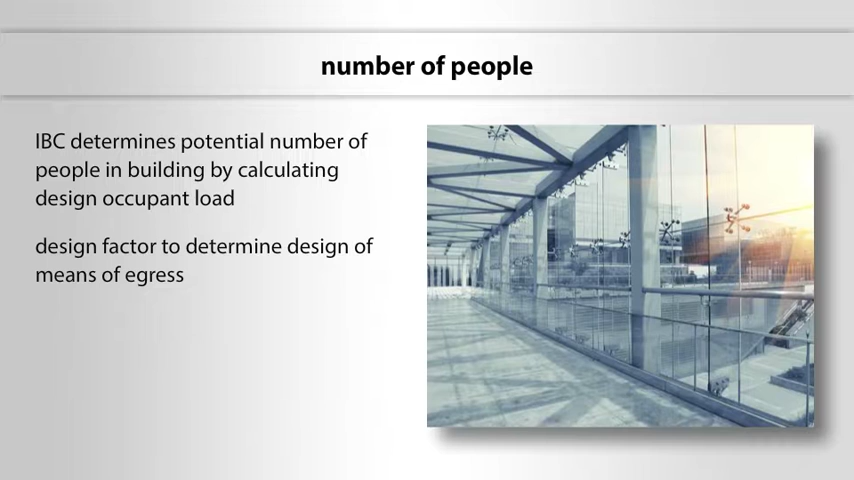 number of people
IBC determines potential number of
people in building by calculating
design occupant load
design factor to determine design of
means of egress